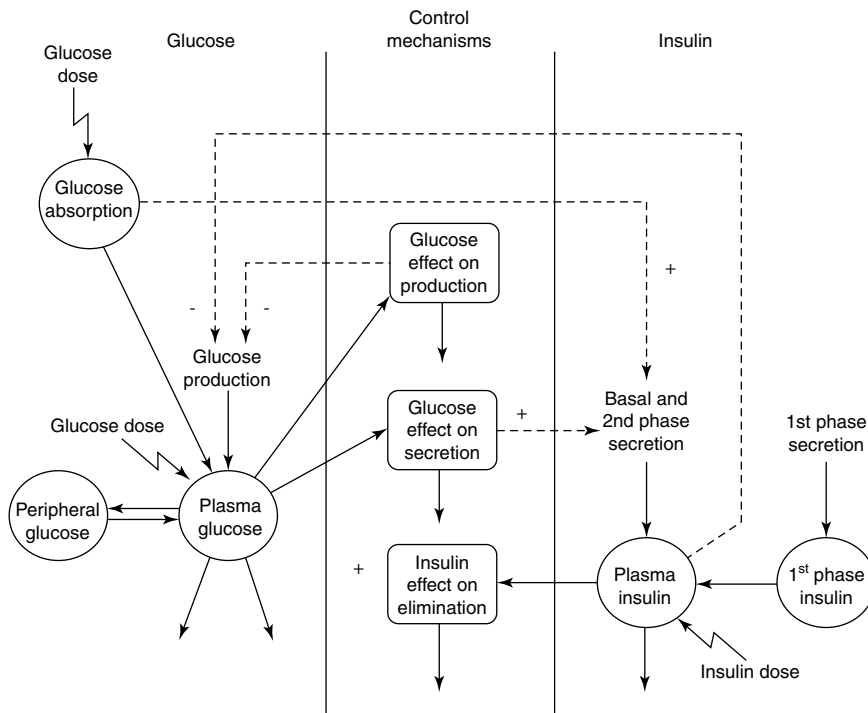 Glucose
Control
mechanisms
Insulin
Glucose
dose
Glucose
absorption
Glucose
effect on
production
+
-
-
Glucose
production
Glucose dose
Glucose
effect on
secretion
+
Basal and
2nd phase
secretion
1st phase
secretion
Peripheral
glucose
Plasma
glucose
+
Insulin
effect on
elimination
Plasma
insulin
1st phase
insulin
Insulin dose